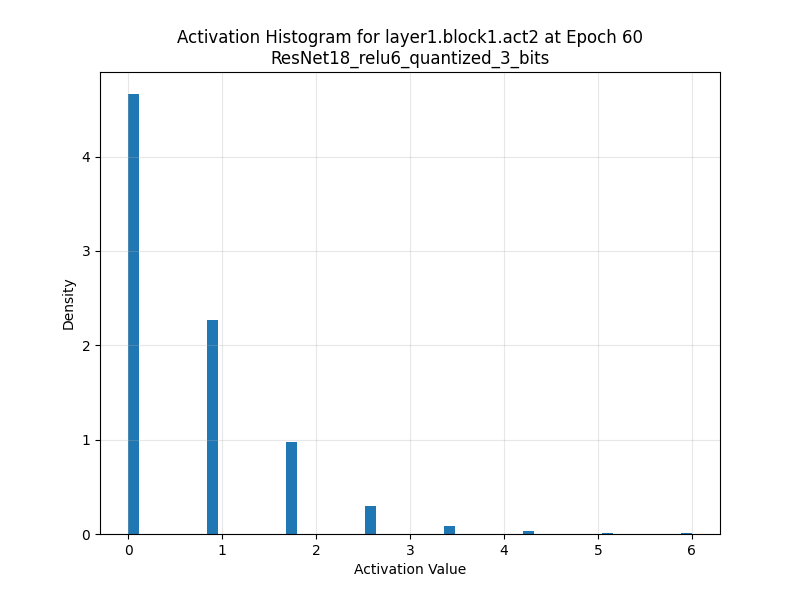 Activation Histogram for layer1.block1.act2 at Epoch 60
ResNet18_relu6_quantized_3_bits
4
3
2
1
0
Density
0 1 2 3 4 5 6
Activation Value